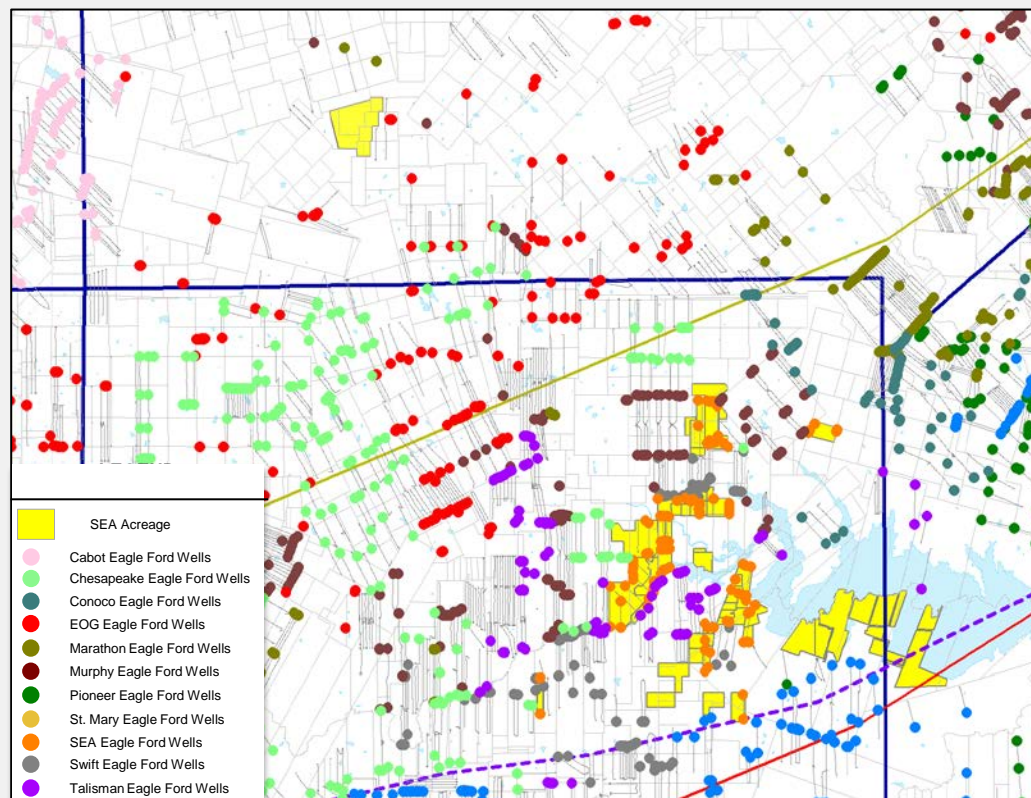 SEA Acreage
Cabot Eagle Ford Wells
Chesapeake Eagle Ford Wells
Conoco Eagle Ford Wells
EOG Eagle Ford Wells
Marathon Eagle Ford Wells
Murphy Eagle Ford Wells
Pioneer Eagle Ford Wells
St. Mary Eagle Ford Wells
SEA Eagle Ford Wells
Swift Eagle Ford Wells
Talisman Eagle Ford Wells